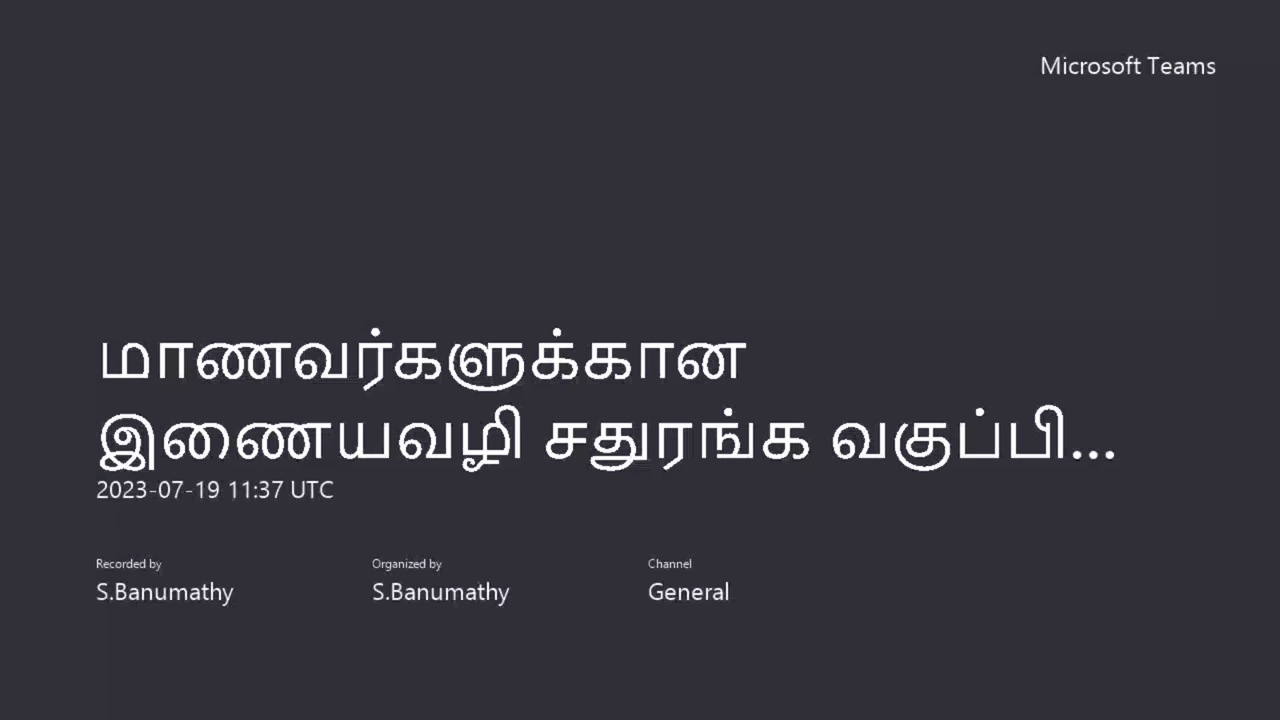 Microsoft Teams
மாணவர்களுக்கான
இணையவழி சதுரங்க வகுப்பி...
2023-07-19 11:37 UTC
Recorded by
S.Banumathy
Organized by
S.Banumathy
Channel
General